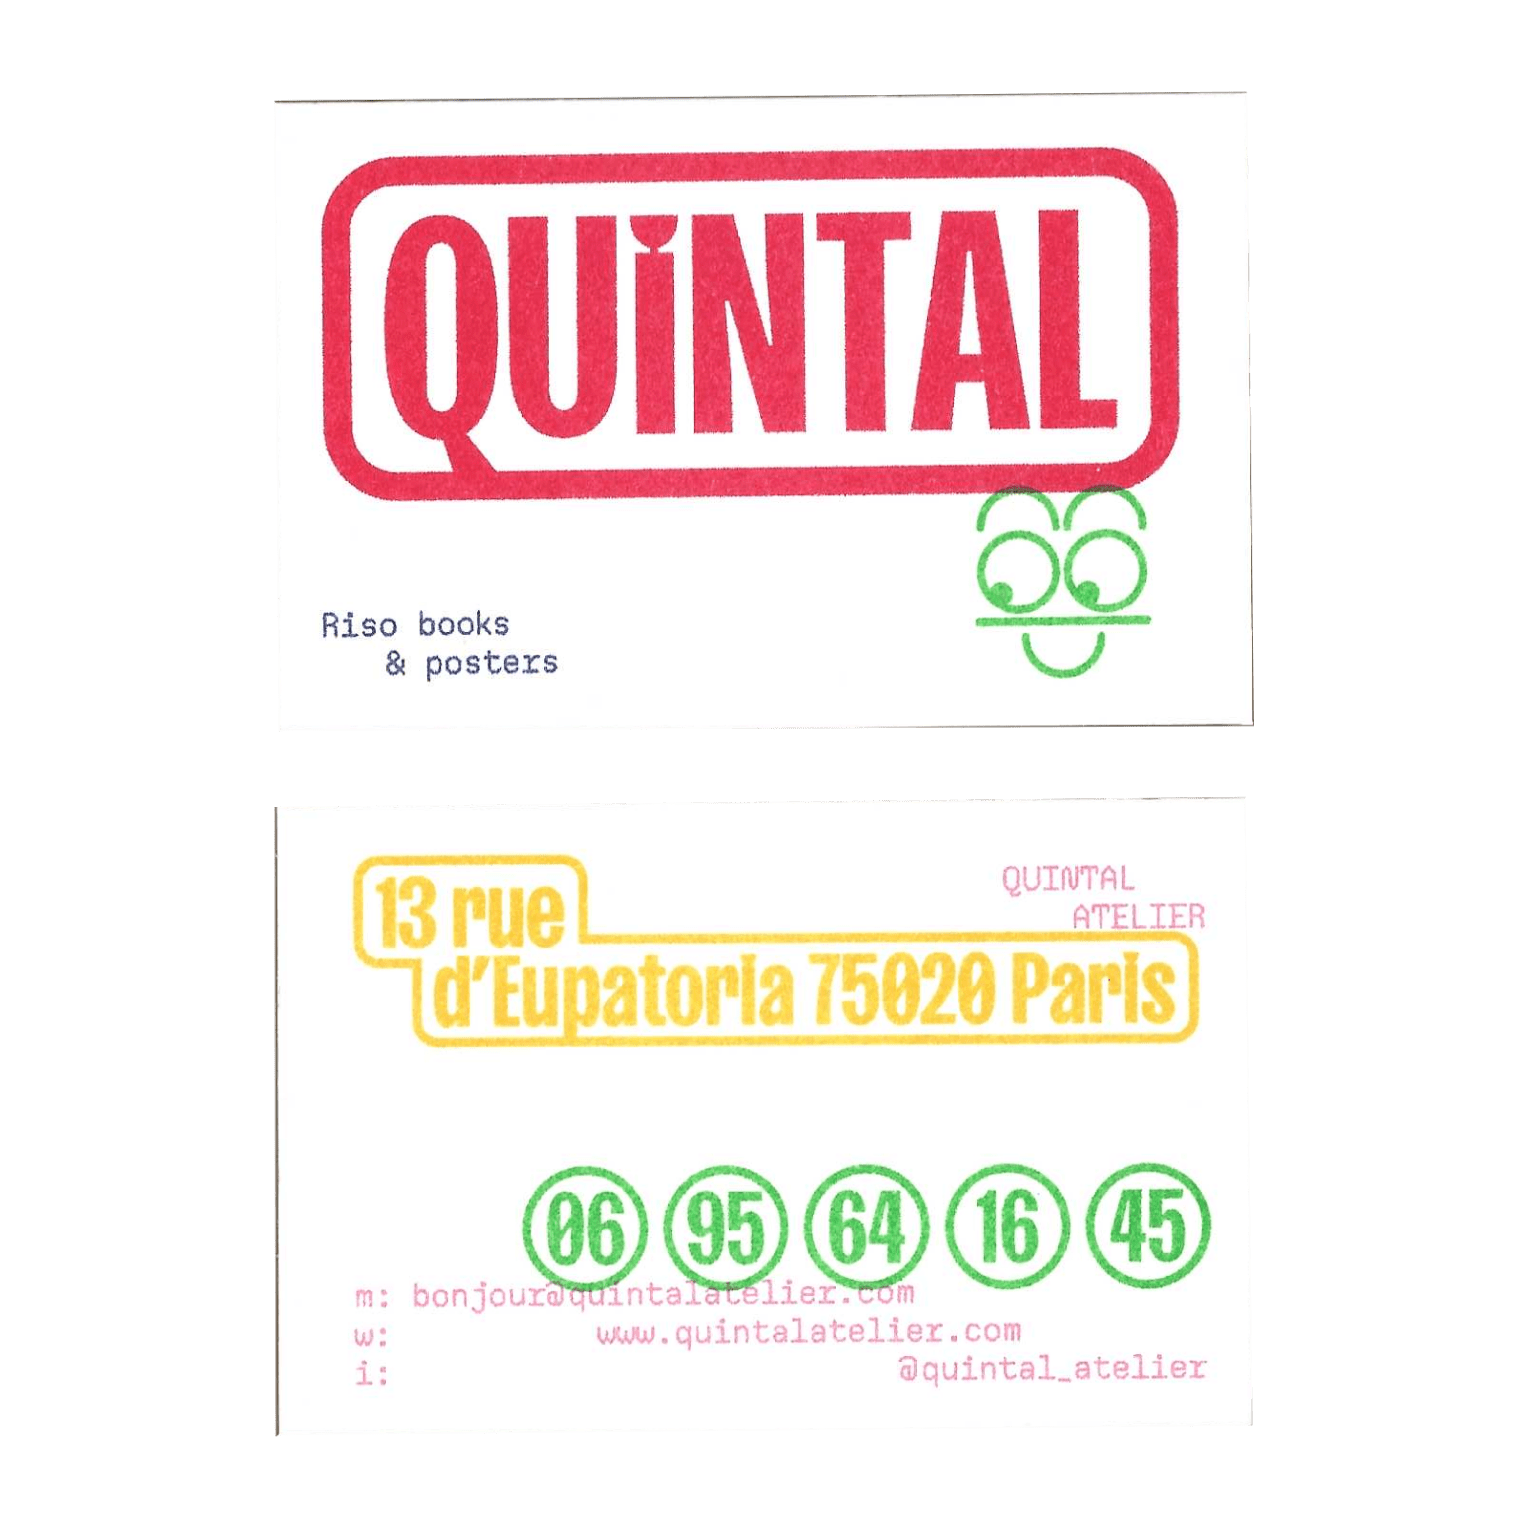 QUiNTAL
Riso books
& posters
13 rue
d'Eupatoria 75020 Paris
QUINTAL
ATELIER
06 95 64 16 45
m: bonjour@quintalatelier.com
w: www.quintalatelier.com
i: @quintal_atelier